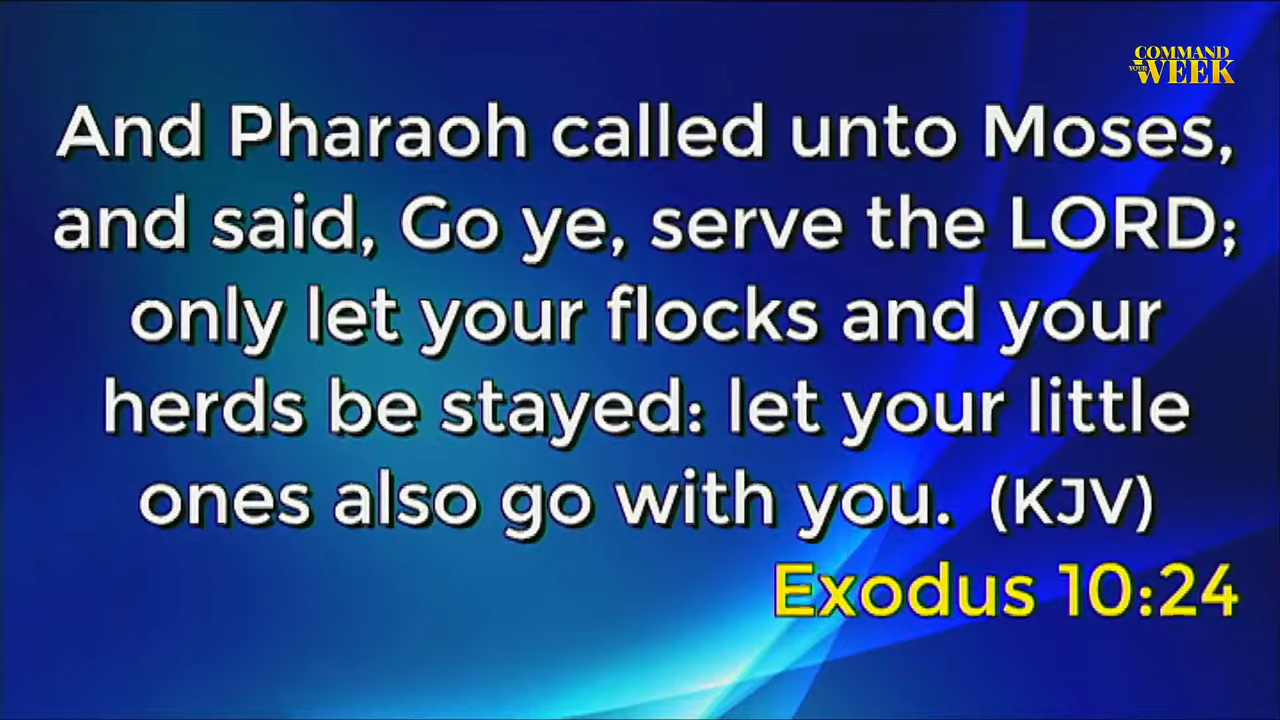 COMMAND
YOUR WEEK
And Pharaoh called unto Moses,
and said, Go ye, serve the LORD;
only let your flocks and your
herds be stayed: let your little
ones also go with you. (KJV)
Exodus 10:24